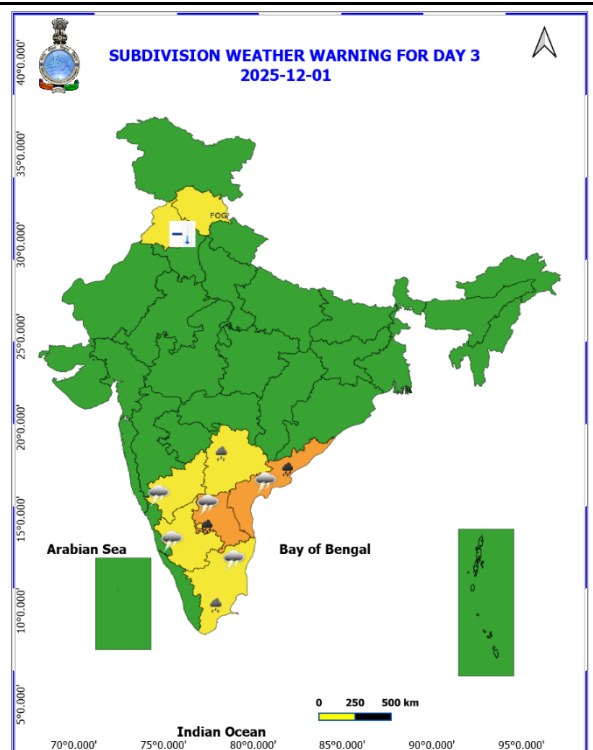 SUBDIVISION WEATHER WARNING FOR DAY 3
2025-12-01
40°0.000'
35°0.000'
30°0.000'
25°0.000'
20°0.000'
15°0.000'
10°0.000'
5°0.000'
FOG
Arabian Sea
Bay of Bengal
0 250 500 km
Indian Ocean
70°0.000' 75°0.000' 80°0.000' 85°0.000' 90°0.000' 95°0.000'